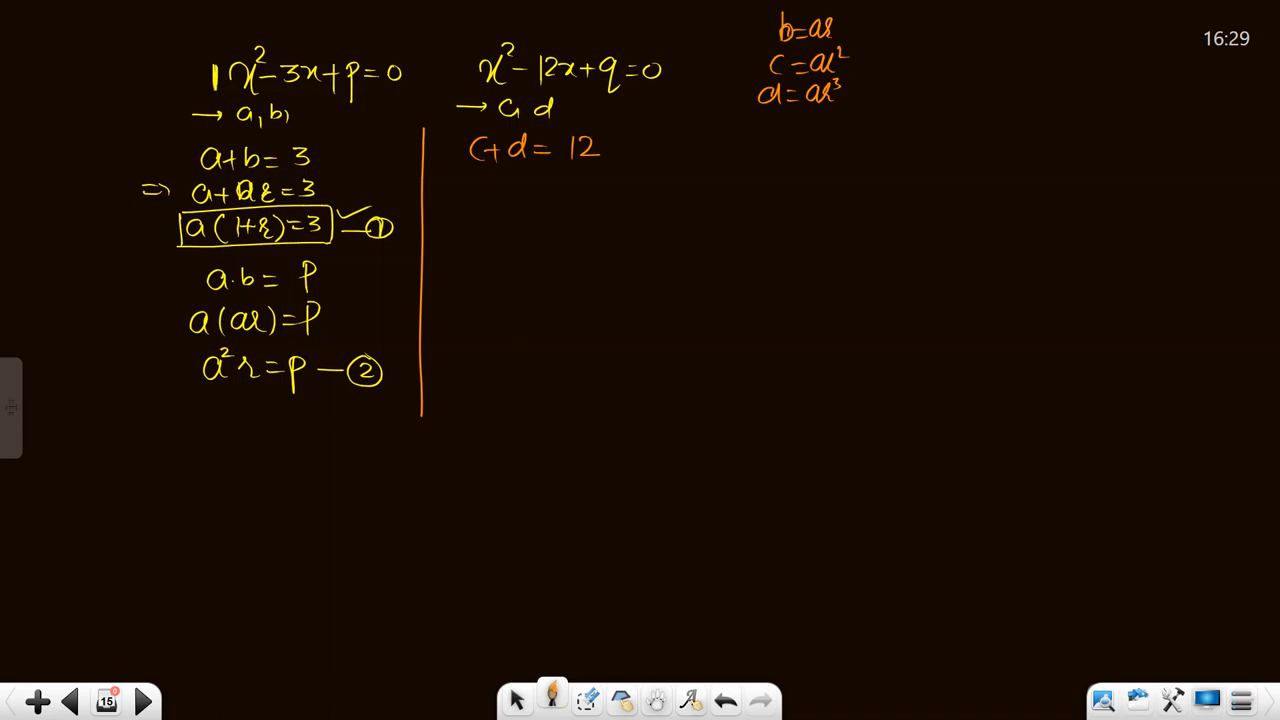 1x²-3x+p=0
→ a, b,
a+b=3
⇒ a+ar=3
a(1+r)=3 ✓ —①
a.b=p
a(ar)=p
a²r=p —②
x²-12x+q=0
→ c, d
c+d=12
b=ar
c=ar²
d=ar³
16:29
15
0